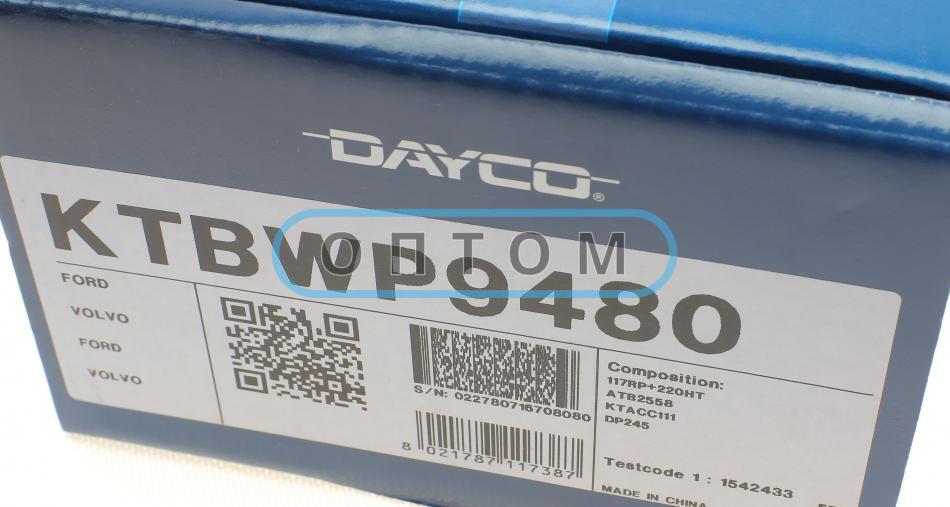 DAYCO®
KTBWP9480
ОПТОМ
FORD
VOLVO
FORD
VOLVO
S/N: 022780716708080
8 021787 117387
Composition:
117RP+220HT
ATB2558
KTACC111
DP245
Testcode 1 : 1542433
MADE IN CHINA